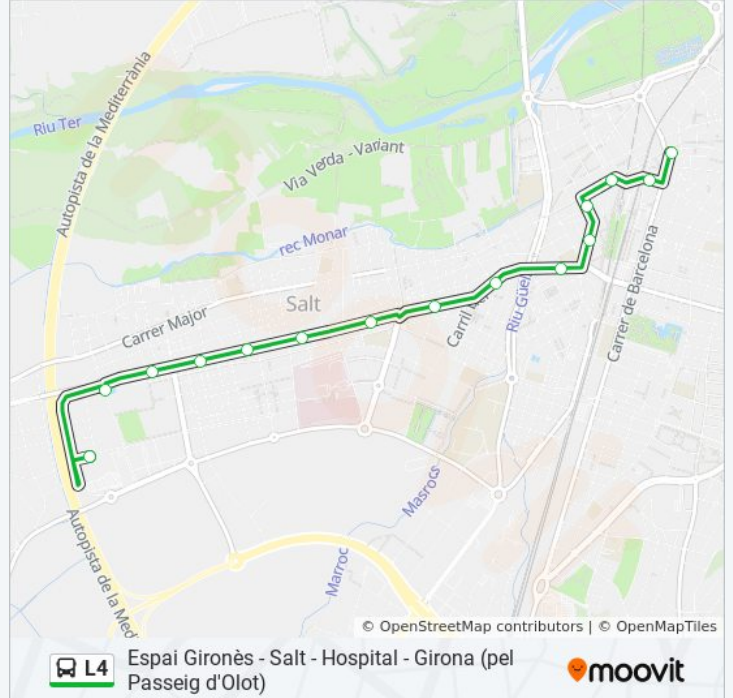 Autopista de la Mediterrània
Riu Ter
Via Verda - Variant
rec Monar
Salt
Carrer Major
Riu Güell
Carrer de Barcelona
Masrocs
Marroc
Autopista de la Med
© OpenStreetMap contributors | © OpenMapTiles
L4
Espai Gironès - Salt - Hospital - Girona (pel
Passeig d'Olot)
moovit